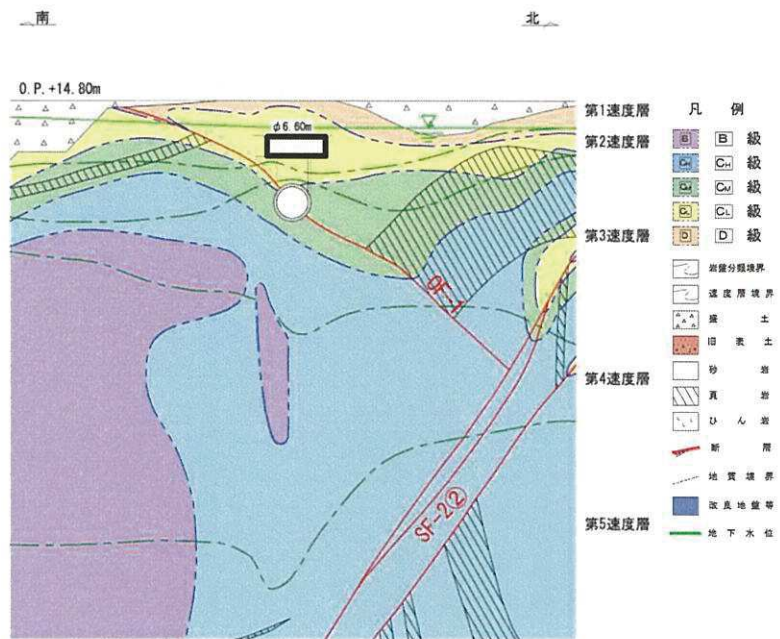 南
北
O.P.+14.80m
φ6.60m
OF-1
SF-2②
第1速度層
第2速度層
第3速度層
第4速度層
第5速度層
凡 例
B B 級
CH CH 級
CM CM 級
CL CL 級
D D 級
岩盤分類境界
速度層境界
盛 土
旧 表 土
砂 岩
頁 岩
ひ ん 岩
断 層
地 質 境 界
改 良 地 盤 等
地 下 水 位